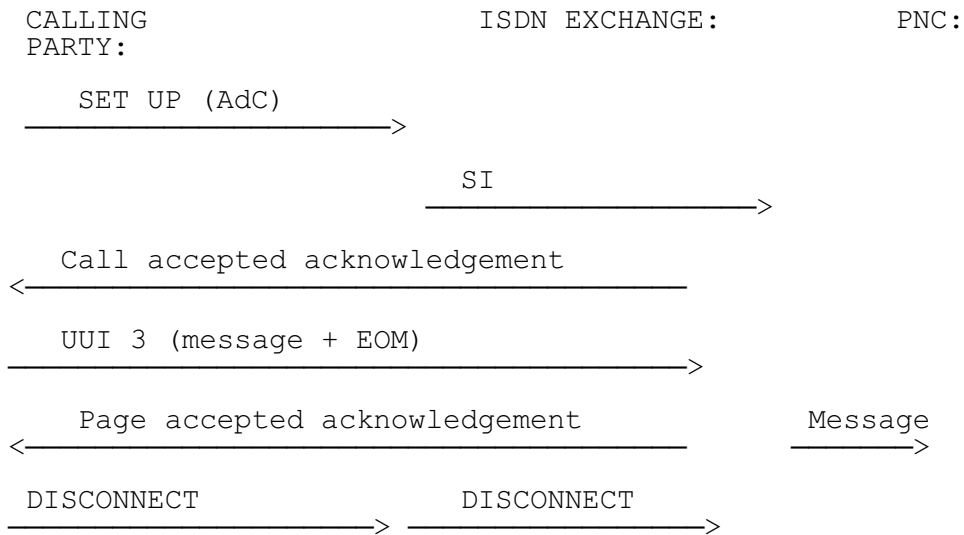 CALLING ISDN EXCHANGE: PNC:
PARTY:
SET UP (AdC)
SI
Call accepted acknowledgement
UUI 3 (message + EOM)
Page accepted acknowledgement Message
DISCONNECT DISCONNECT